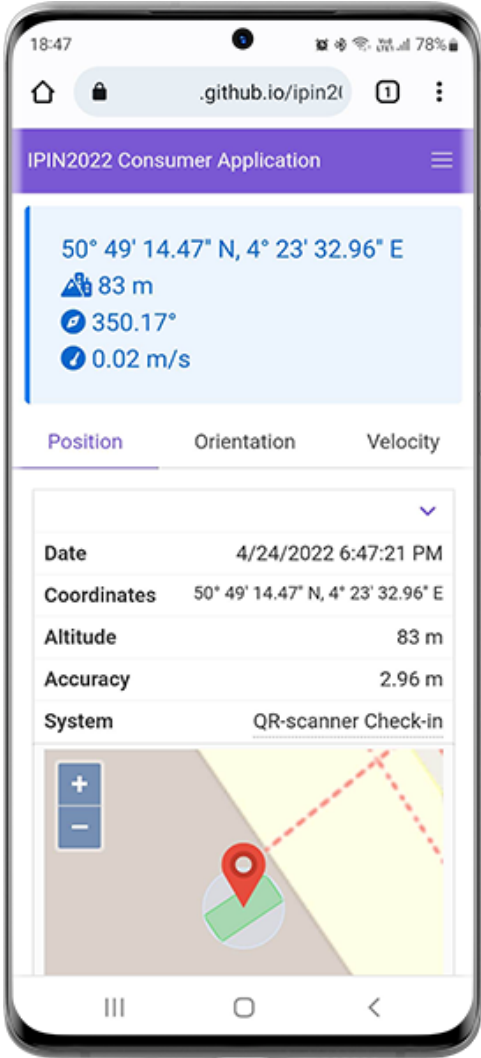 18:47 78%
.github.io/ipin20 1
IPIN2022 Consumer Application
50° 49' 14.47" N, 4° 23' 32.96" E
83 m
350.17°
0.02 m/s
Position Orientation Velocity
Date 4/24/2022 6:47:21 PM
Coordinates 50° 49' 14.47" N, 4° 23' 32.96" E
Altitude 83 m
Accuracy 2.96 m
System QR-scanner Check-in
+
−